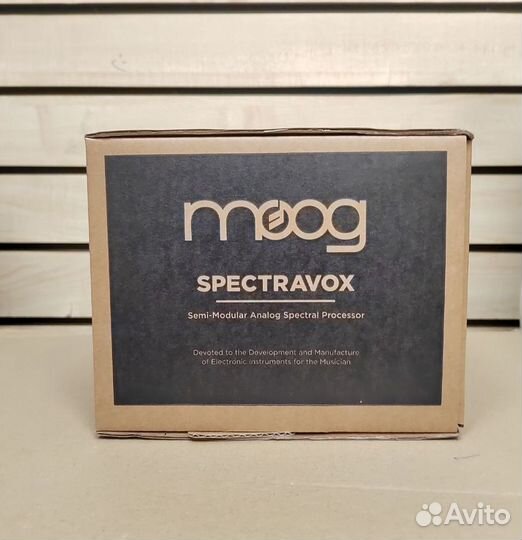 moog
SPECTRAVOX
Semi-Modular Analog Spectral Processor
Devoted to the Development and Manufacture
of Electronic Instruments for the Musician
Avito